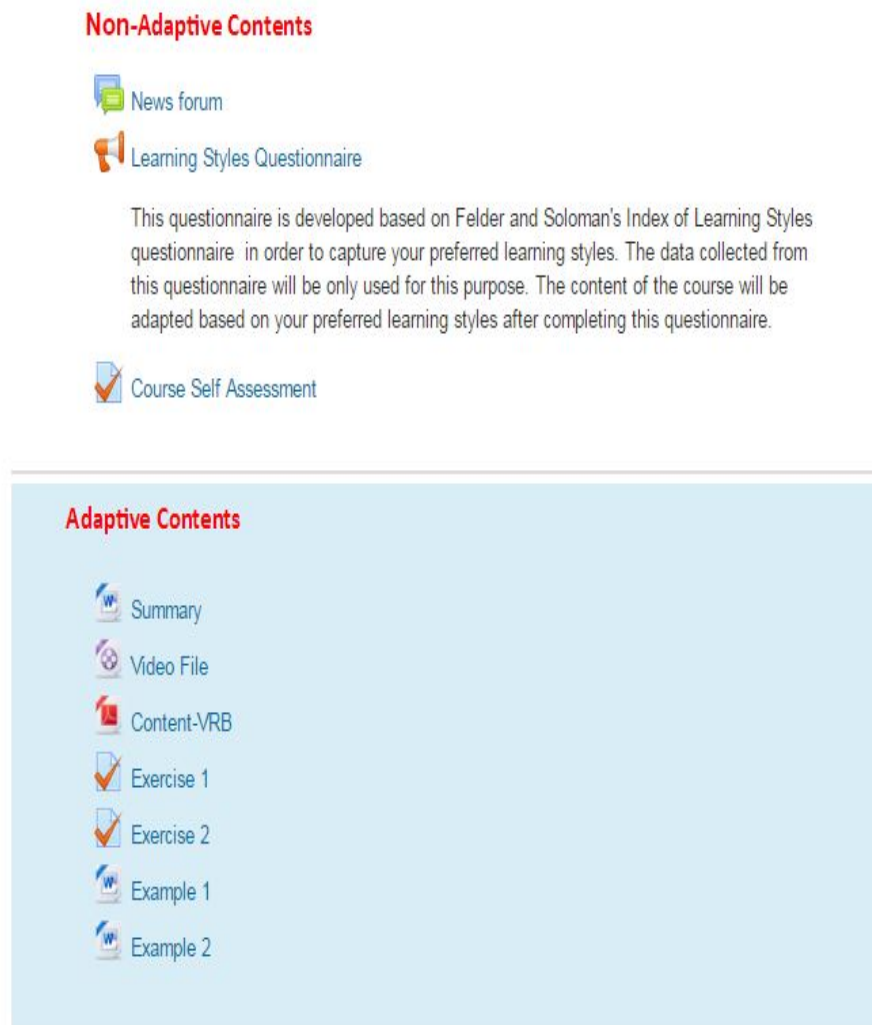 Non-Adaptive Contents
News forum
Learning Styles Questionnaire
This questionnaire is developed based on Felder and Soloman's Index of Learning Styles
questionnaire in order to capture your preferred learning styles. The data collected from
this questionnaire will be only used for this purpose. The content of the course will be
adapted based on your preferred learning styles after completing this questionnaire.
Course Self Assessment
Adaptive Contents
Summary
Video File
Content-VRB
Exercise 1
Exercise 2
Example 1
Example 2